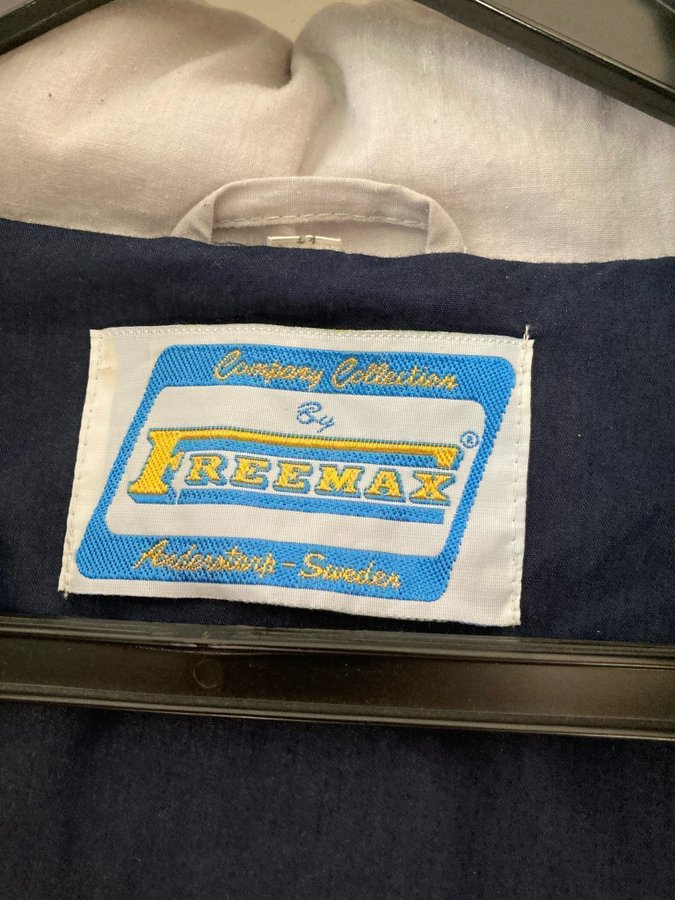 Company Collection
By
FREEMAX®
Anderstorp - Sweden